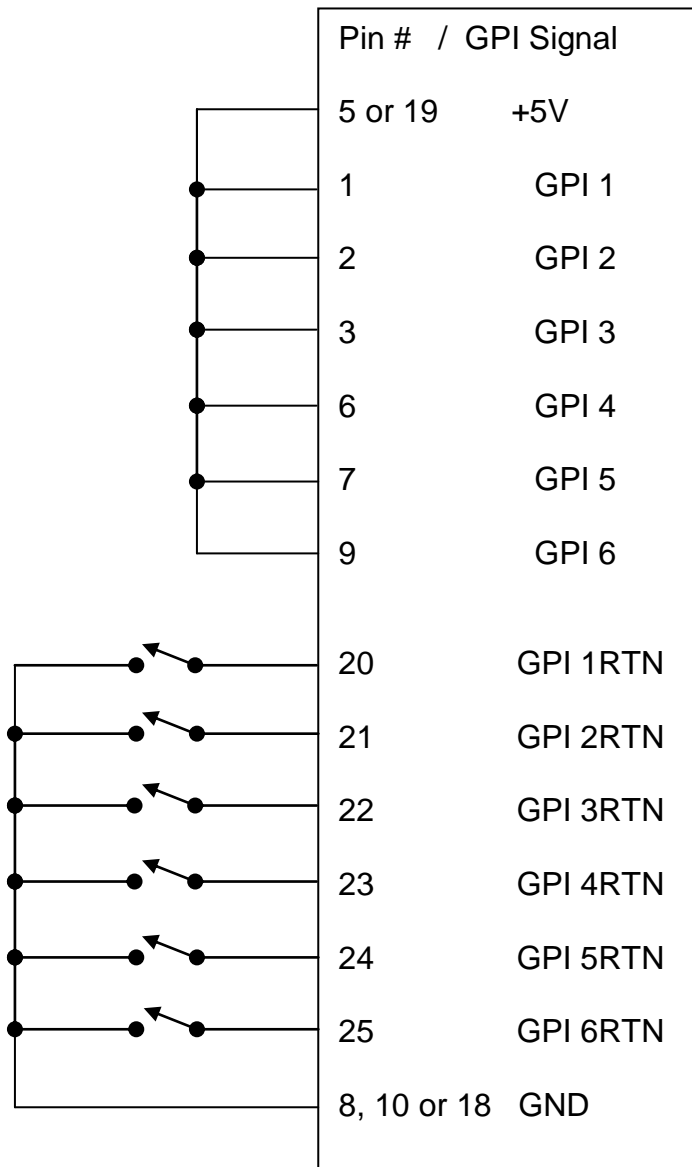 Pin # / GPI Signal
5 or 19 +5V
1 GPI 1
2 GPI 2
3 GPI 3
6 GPI 4
7 GPI 5
9 GPI 6
20 GPI 1RTN
21 GPI 2RTN
22 GPI 3RTN
23 GPI 4RTN
24 GPI 5RTN
25 GPI 6RTN
8, 10 or 18 GND